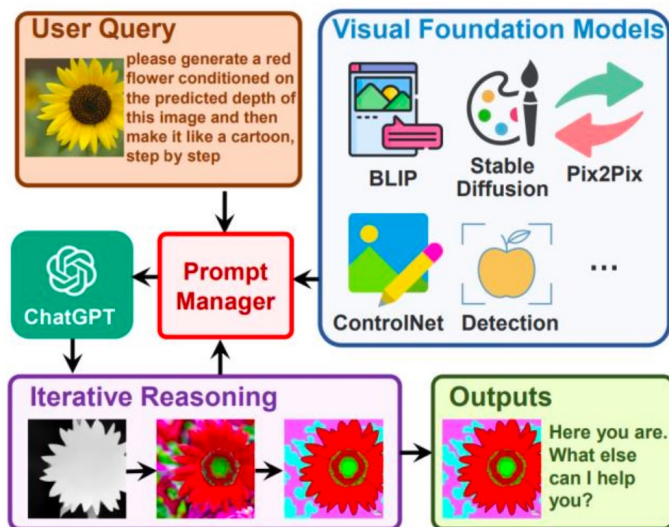 User Query
please generate a red
flower conditioned on
the predicted depth of
this image and then
make it like a cartoon,
step by step
Visual Foundation Models
BLIP
Stable
Diffusion
Pix2Pix
ControlNet
Detection
...
ChatGPT
Prompt
Manager
Iterative Reasoning
Outputs
Here you are.
What else
can I help
you?